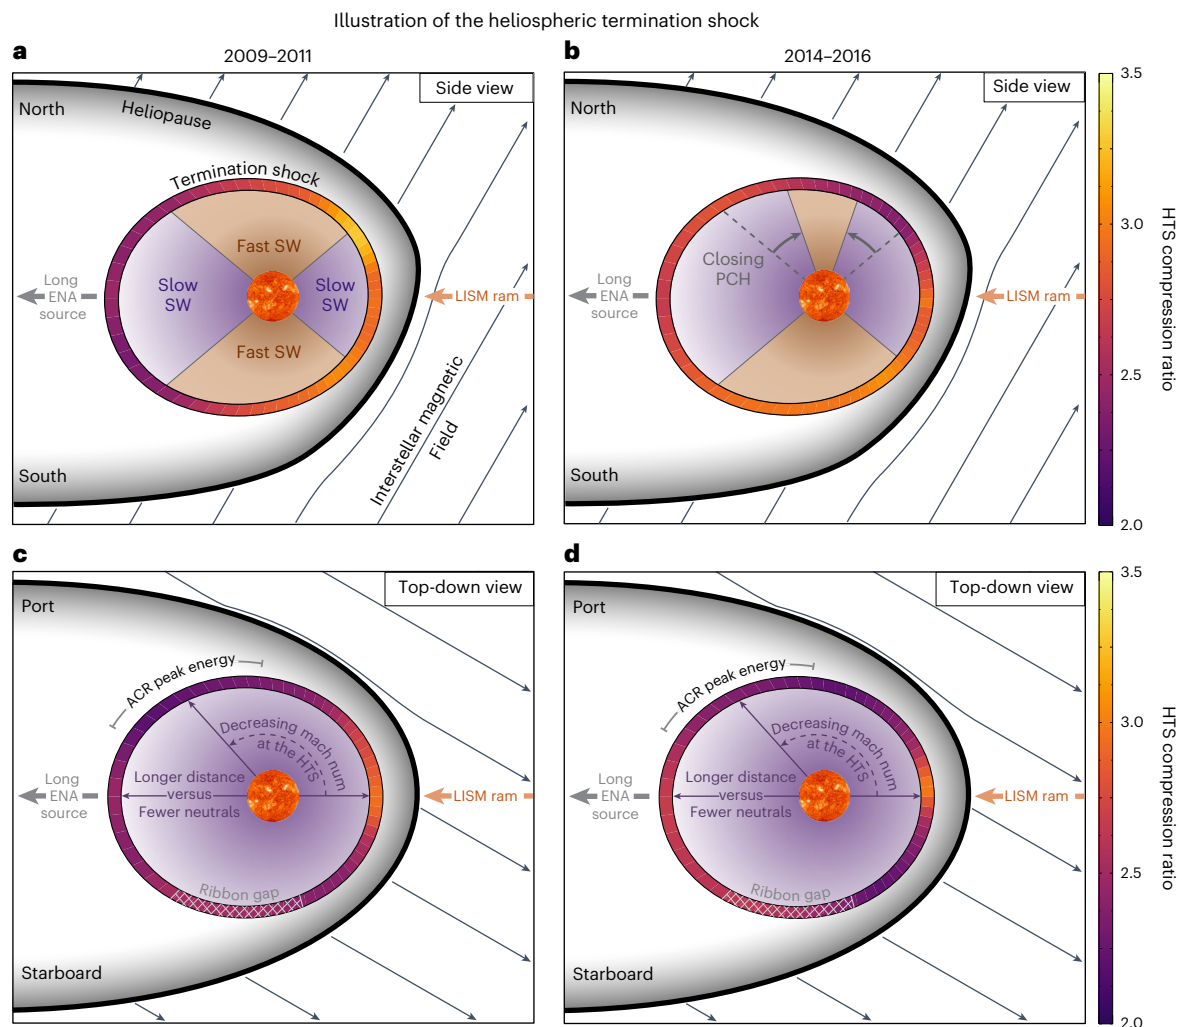 Illustration of the heliospheric termination shock
a
2009–2011
Side view
North
Heliopause
Termination shock
Fast SW
Slow
SW
Slow
SW
Fast SW
Long
ENA
source
LISM ram
Interstellar magnetic
Field
South
b
2014–2016
Side view
North
Closing
PCH
Long
ENA
source
LISM ram
South
3.5
3.0
2.5
2.0
HTS compression ratio
c
Top-down view
Port
ACR peak energy
Decreasing mach num
at the HTS
Longer distance
versus
Fewer neutrals
Long
ENA
source
LISM ram
Ribbon gap
Starboard
d
Top-down view
Port
ACR peak energy
Decreasing mach num
at the HTS
Longer distance
versus
Fewer neutrals
Long
ENA
source
LISM ram
Ribbon gap
Starboard
3.5
3.0
2.5
2.0
HTS compression ratio